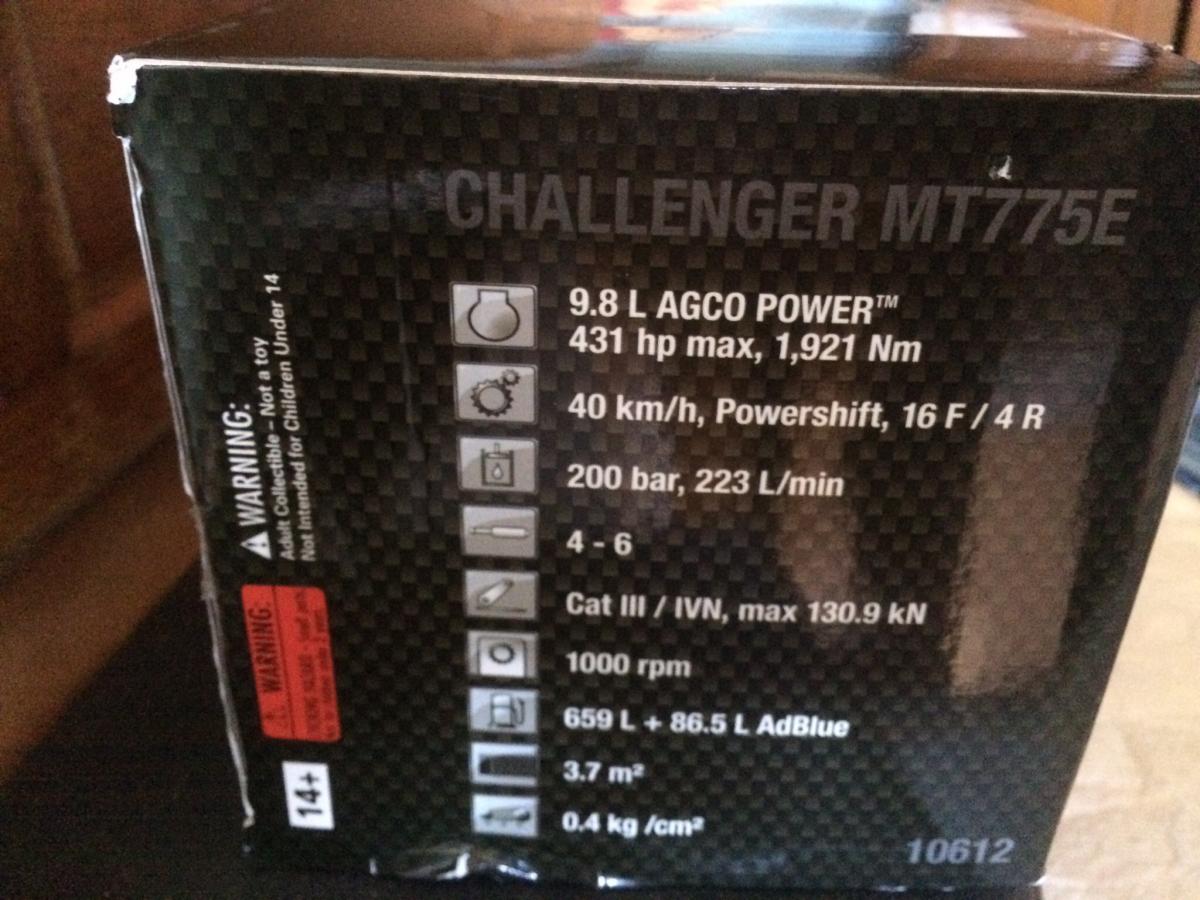 CHALLENGER MT775E
9.8 L AGCO POWER™
431 hp max, 1,921 Nm
40 km/h, Powershift, 16 F / 4 R
200 bar, 223 L/min
4 - 6
Cat III / IVN, max 130.9 kN
1000 rpm
659 L + 86.5 L AdBlue
3.7 m²
0.4 kg /cm²
10612
WARNING:
Adult Collectible – Not a toy
Not Intended for Children Under 14
WARNING:
14+